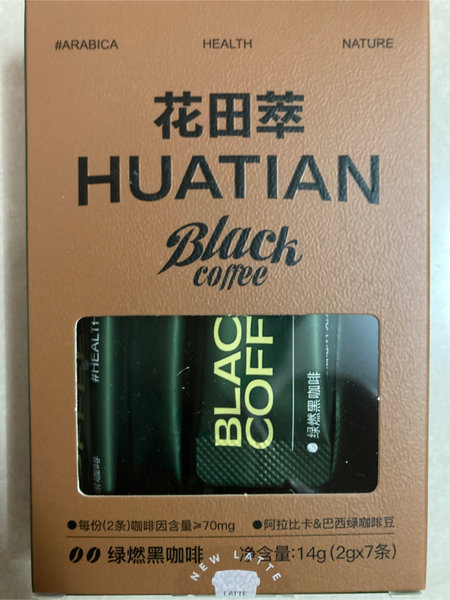 #ARABICA HEALTH NATURE
花田萃
HUATIAN
Black
coffee
#HEALTH
BLAC
COFF
绿燃黑咖啡
每份(2条)咖啡因含量≥70mg 阿拉比卡&巴西绿咖啡豆
绿燃黑咖啡 净含量:14g(2gx7条)
NEW LATTE
LATTE